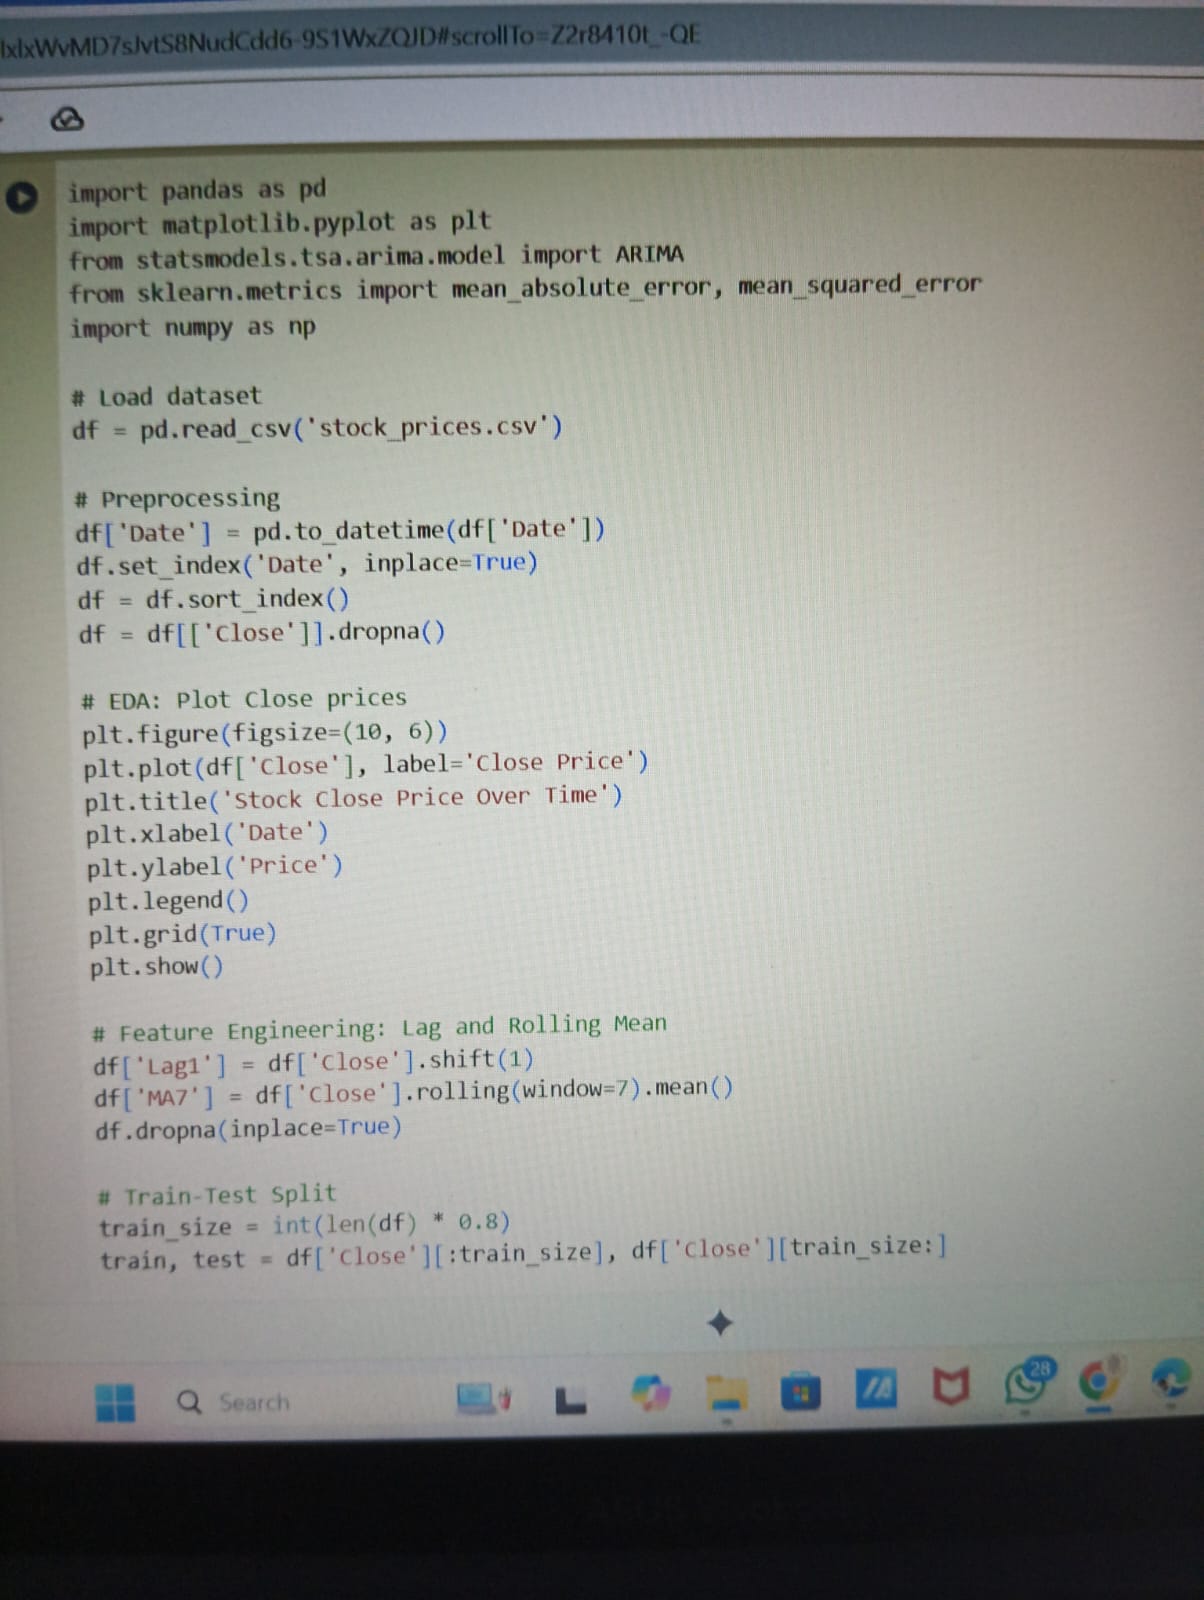 lxlxWvMD7sJvtS8NudCdd6-9S1WxZQJD#scrollTo=Z2r8410t_-QE
import pandas as pd
import matplotlib.pyplot as plt
from statsmodels.tsa.arima.model import ARIMA
from sklearn.metrics import mean_absolute_error, mean_squared_error
import numpy as np
# Load dataset
df = pd.read_csv('stock_prices.csv')
# Preprocessing
df['Date'] = pd.to_datetime(df['Date'])
df.set_index('Date', inplace=True)
df = df.sort_index()
df = df[['Close']].dropna()
# EDA: Plot Close prices
plt.figure(figsize=(10, 6))
plt.plot(df['Close'], label='Close Price')
plt.title('Stock Close Price Over Time')
plt.xlabel('Date')
plt.ylabel('Price')
plt.legend()
plt.grid(True)
plt.show()
# Feature Engineering: Lag and Rolling Mean
df['Lag1'] = df['Close'].shift(1)
df['MA7'] = df['Close'].rolling(window=7).mean()
df.dropna(inplace=True)
# Train-Test Split
train_size = int(len(df) * 0.8)
train, test = df['Close'][:train_size], df['Close'][train_size:]
Search
28